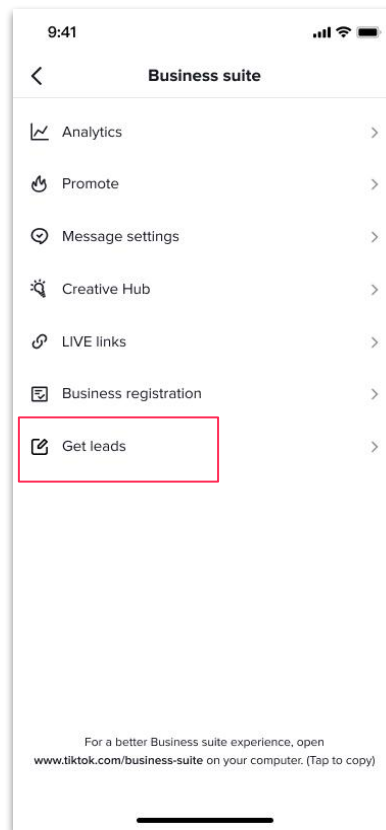 9:41
Business suite
Analytics
Promote
Message settings
Creative Hub
LIVE links
Business registration
Get leads
For a better Business suite experience, open
www.tiktok.com/business-suite on your computer. (Tap to copy)